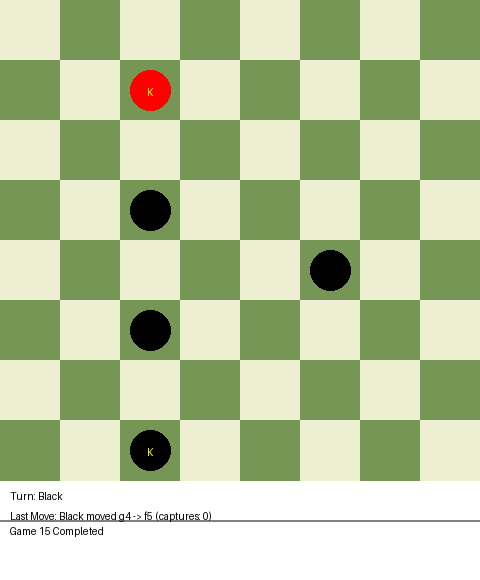 K
K
Turn: Black
Last Move: Black moved g4 -> f5 (captures: 0)
Game 15 Completed